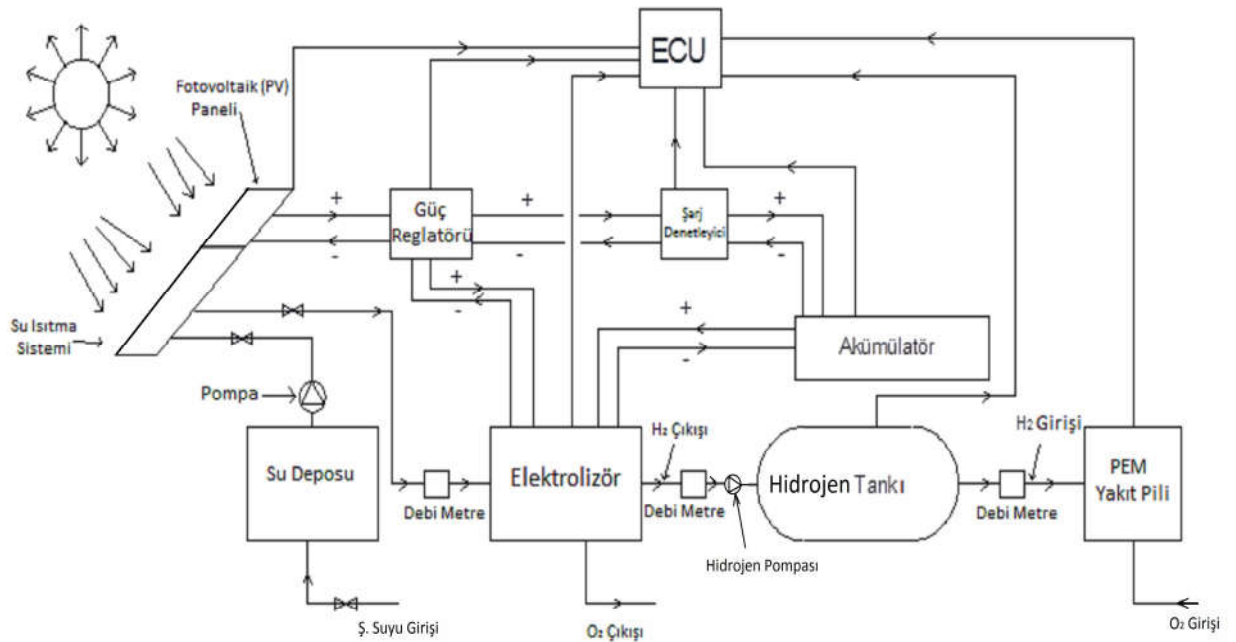 ECU
Fotovoltaik (PV)
Paneli
+
Güç
Reglatörü
+
Şarj
Denetleyici
+
-
-
-
+
-
Su Isıtma
Sistemi
+
-
Akümülatör
Pompa
Su Deposu
Elektrolizör
H₂ Çıkışı
Hidrojen Tankı
H₂ Girişi
PEM
Yakıt Pili
Debi Metre
Debi Metre
Debi Metre
Hidrojen Pompası
Ş. Suyu Girişi
O₂ Çıkışı
O₂ Girişi